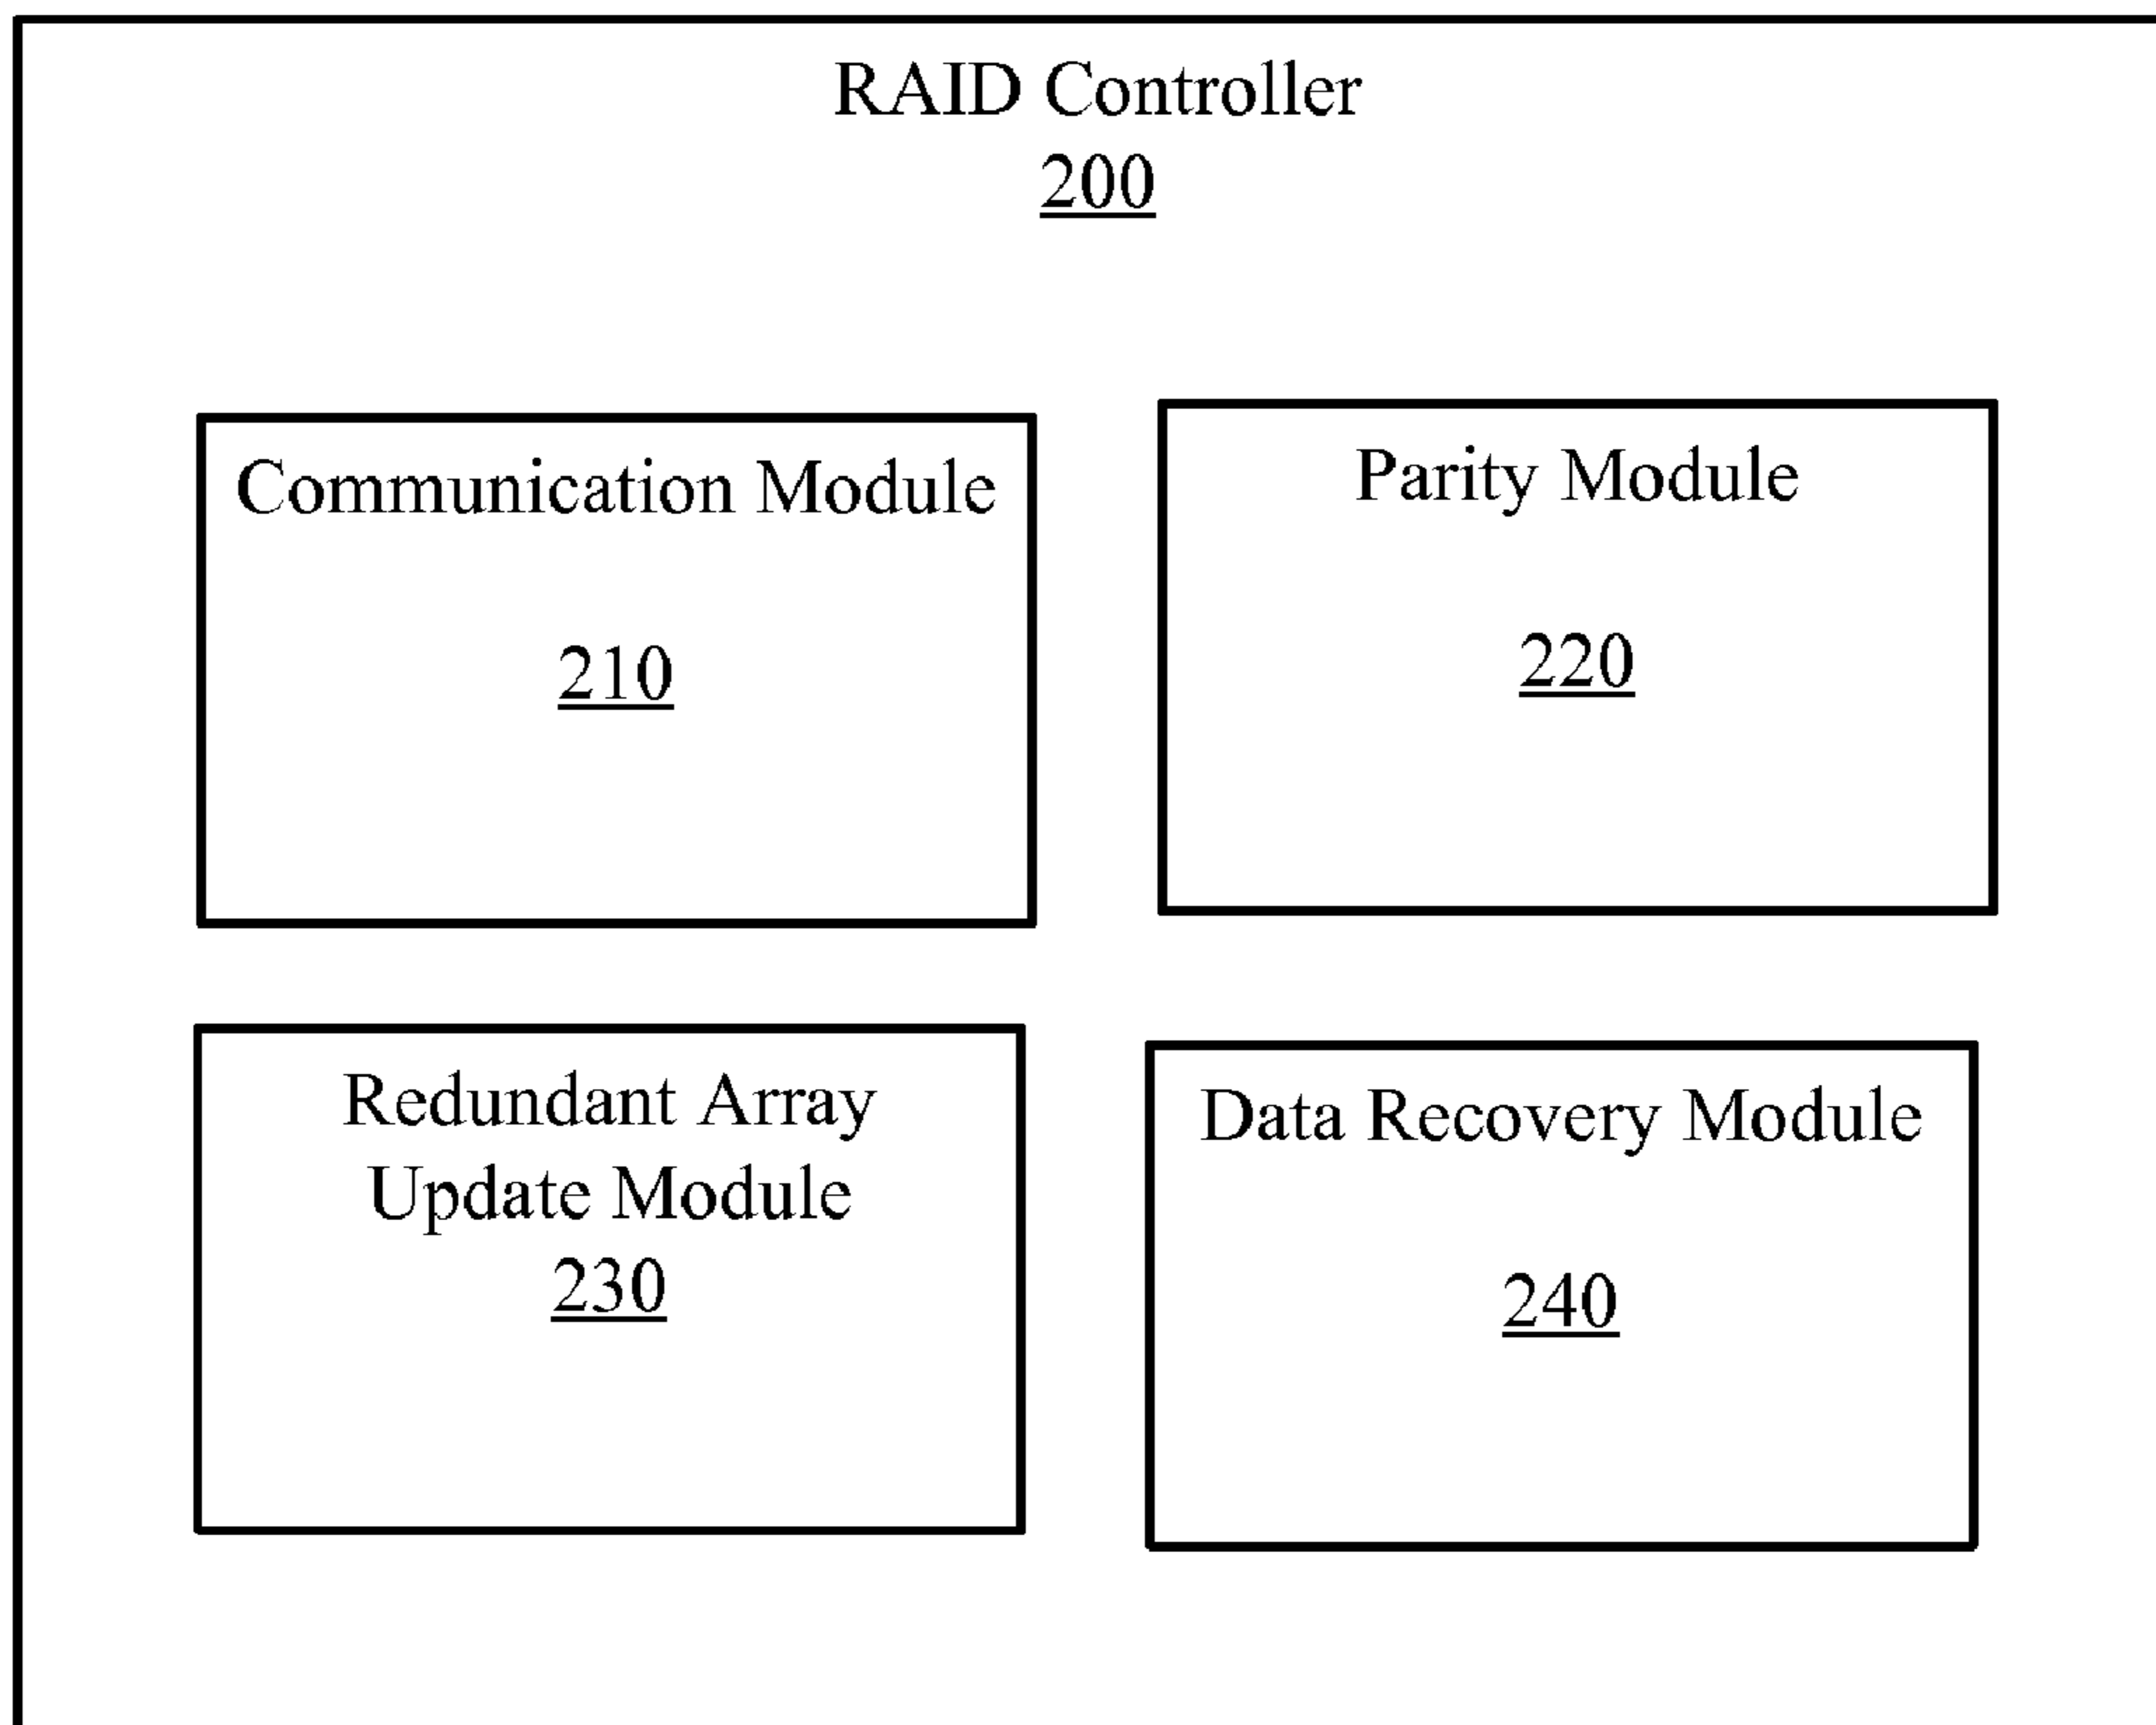 RAID Controller
200
Communication Module
210
Parity Module
220
Redundant Array
Update Module
230
Data Recovery Module
240